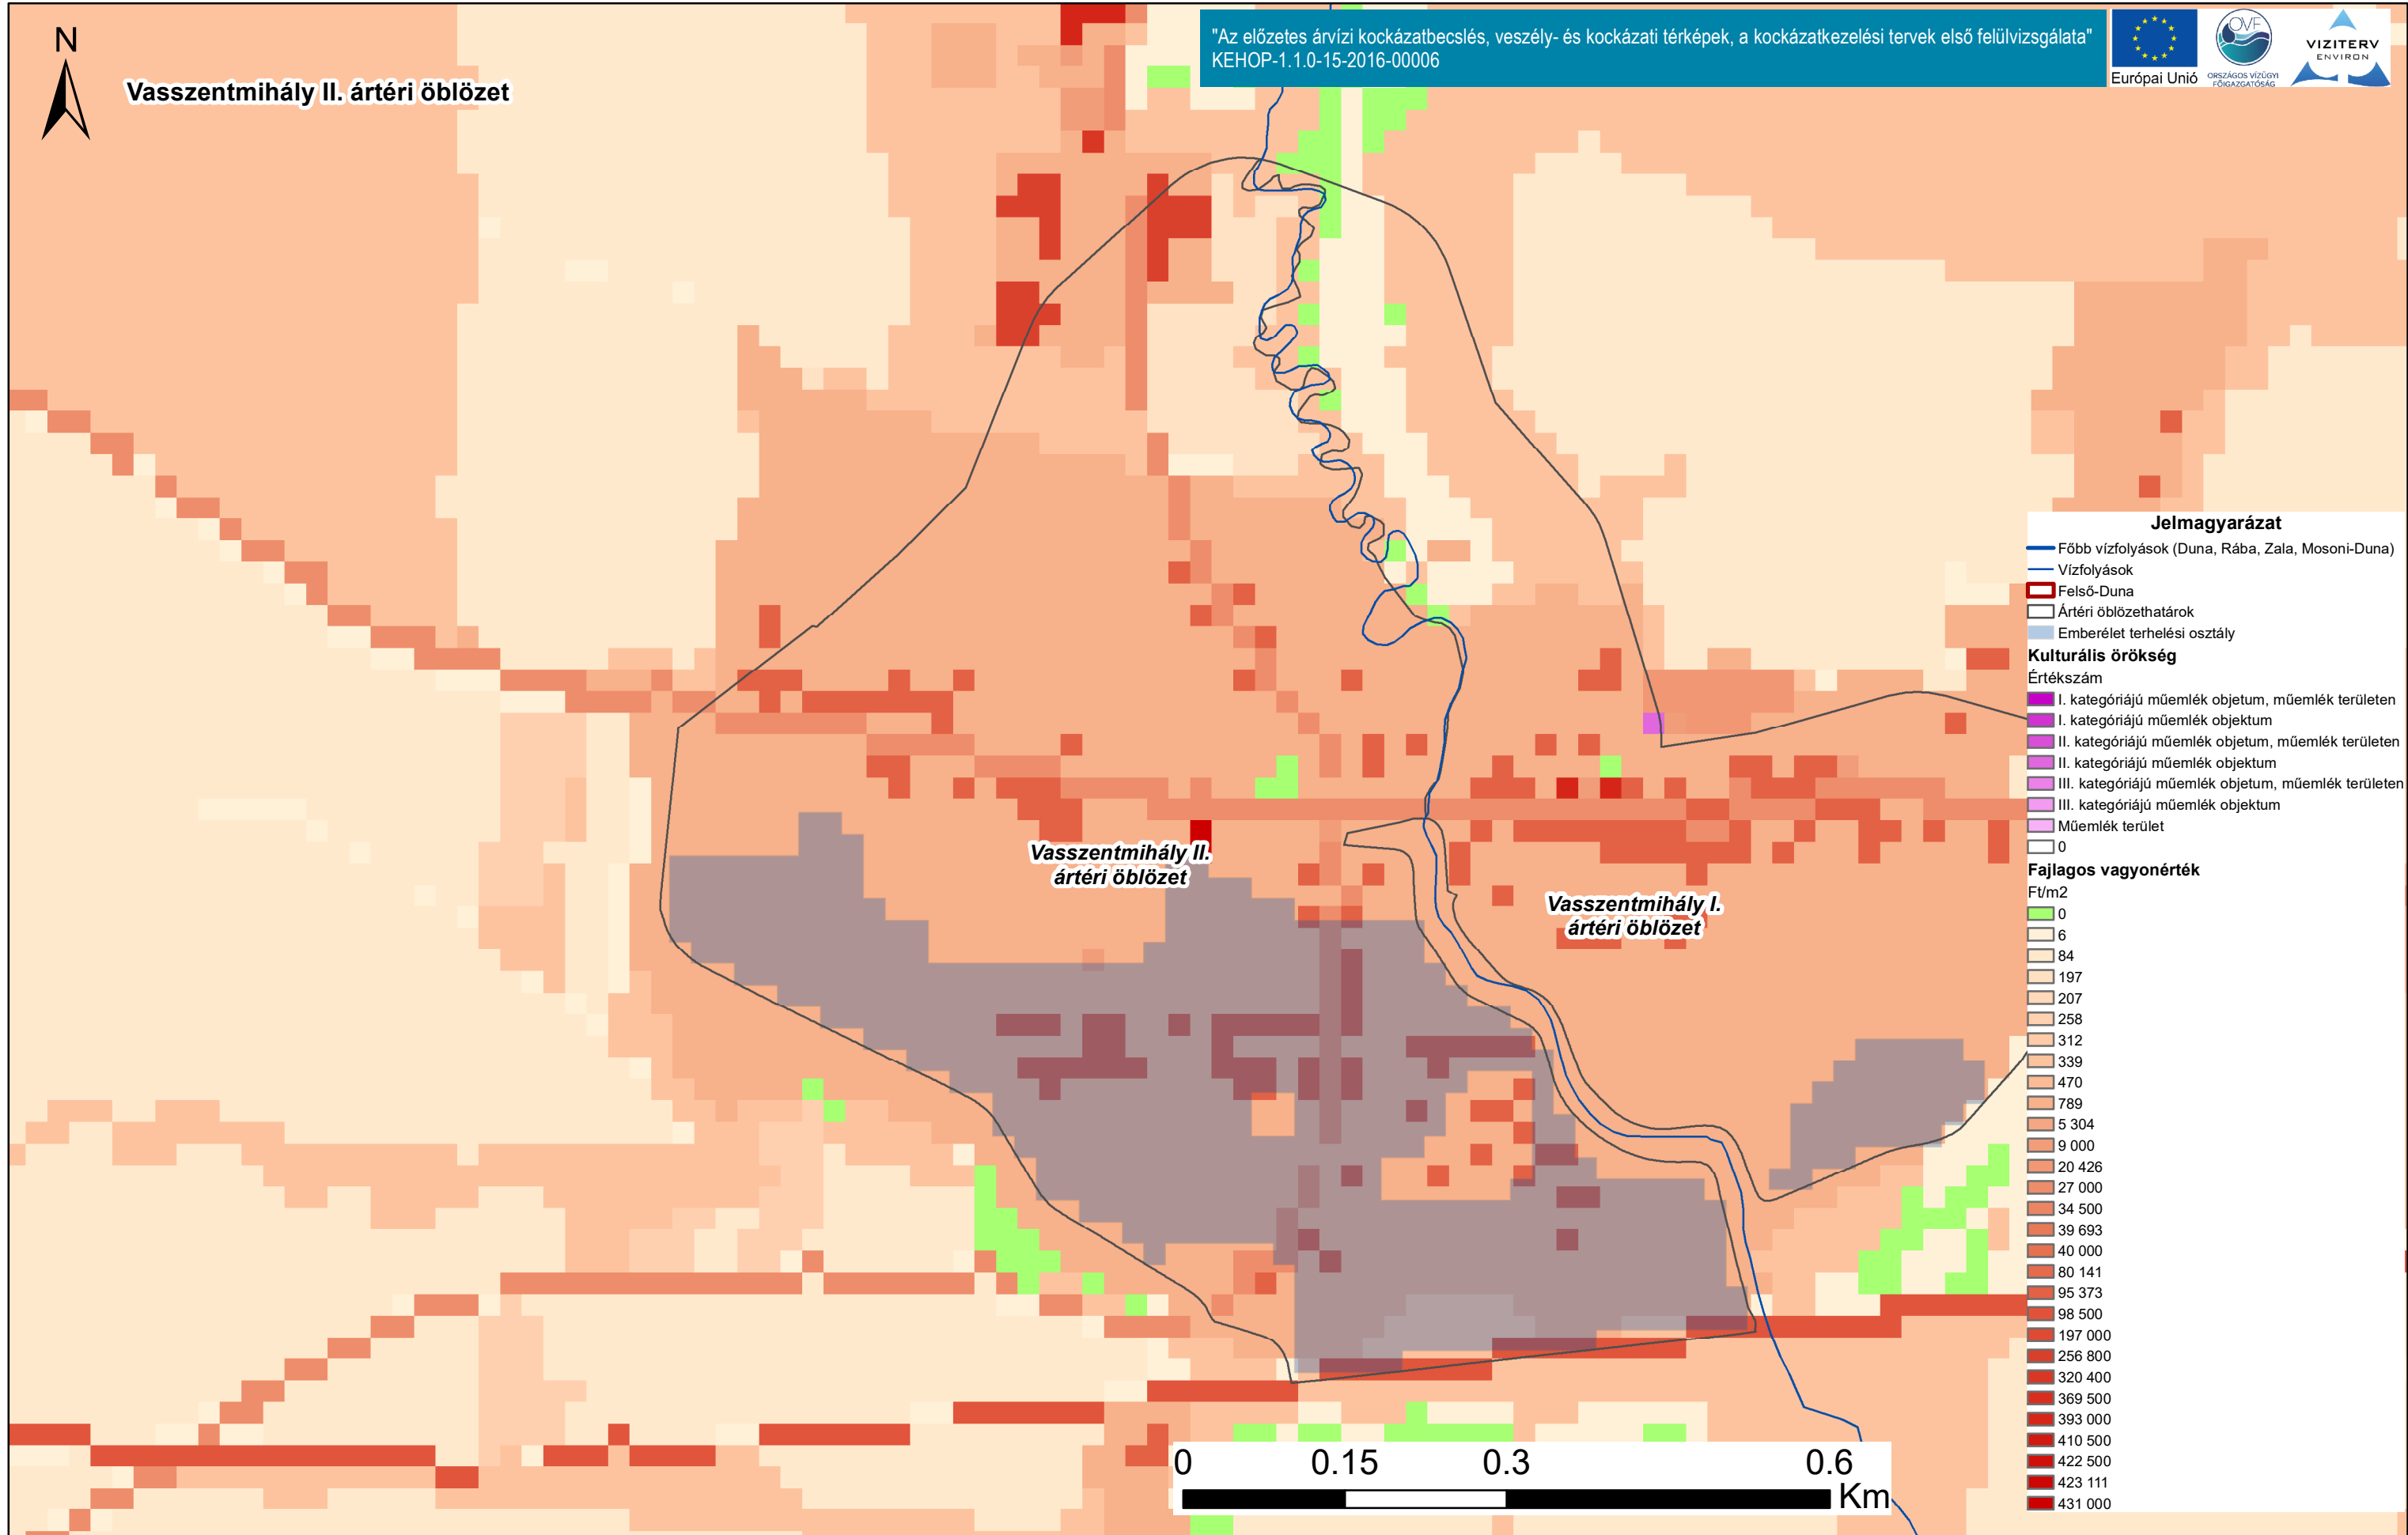 N
Vasszentmihály II. ártéri öblözet
"Az előzetes árvízi kockázatbecslés, veszély- és kockázati térképek, a kockázatkezelési tervek első felülvizsgálata"
KEHOP-1.1.0-15-2016-00006
Európai Unió
OVF
ORSZÁGOS VÍZÜGYI
FŐIGAZGATÓSÁG
VIZITERV
ENVIRON
Vasszentmihály II.
ártéri öblözet
Vasszentmihály I.
ártéri öblözet
Jelmagyarázat
Főbb vízfolyások (Duna, Rába, Zala, Mosoni-Duna)
Vízfolyások
Felső-Duna
Ártéri öblözethatárok
Emberélet terhelési osztály
Kulturális örökség
Értékszám
I. kategóriájú műemlék objetum, műemlék területen
I. kategóriájú műemlék objektum
II. kategóriájú műemlék objetum, műemlék területen
II. kategóriájú műemlék objektum
III. kategóriájú műemlék objetum, műemlék területen
III. kategóriájú műemlék objektum
Műemlék terület
0
Fajlagos vagyonérték
Ft/m2
0
6
84
197
207
258
312
339
470
789
5 304
9 000
20 426
27 000
34 500
39 693
40 000
80 141
95 373
98 500
197 000
256 800
320 400
369 500
393 000
410 500
422 500
423 111
431 000
0 0.15 0.3 0.6
Km